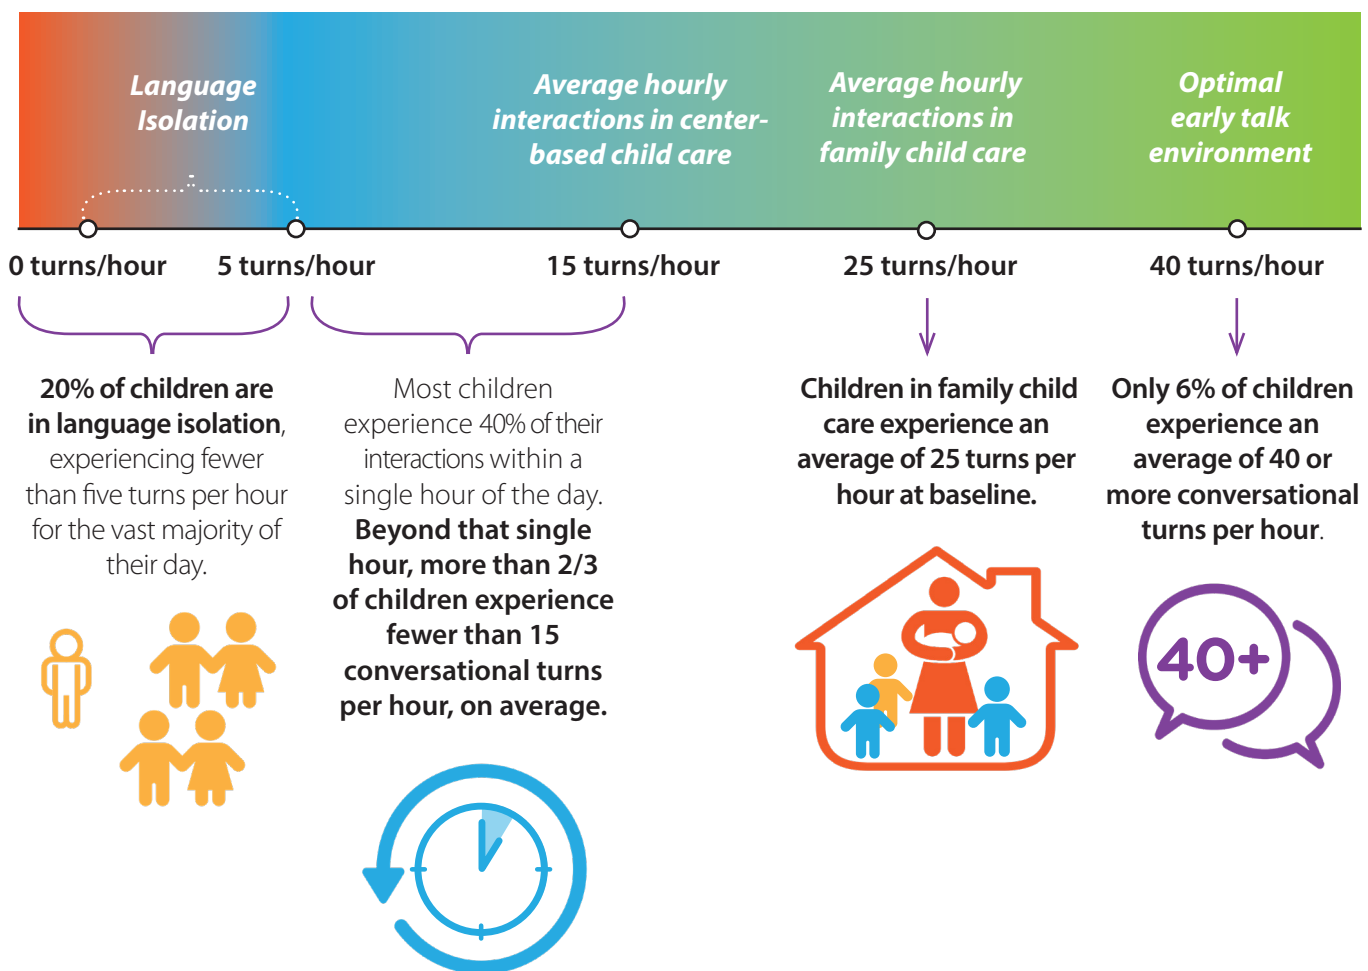 Language
Isolation
Average hourly
interactions in center-
based child care
Average hourly
interactions in
family child care
Optimal
early talk
environment
0 turns/hour
5 turns/hour
15 turns/hour
25 turns/hour
40 turns/hour
20% of children are
in language isolation,
experiencing fewer
than five turns per hour
for the vast majority of
their day.
Most children
experience 40% of their
interactions within a
single hour of the day.
Beyond that single
hour, more than 2/3
of children experience
fewer than 15
conversational turns
per hour, on average.
Children in family child
care experience an
average of 25 turns per
hour at baseline.
Only 6% of children
experience an
average of 40 or
more conversational
turns per hour.
40+